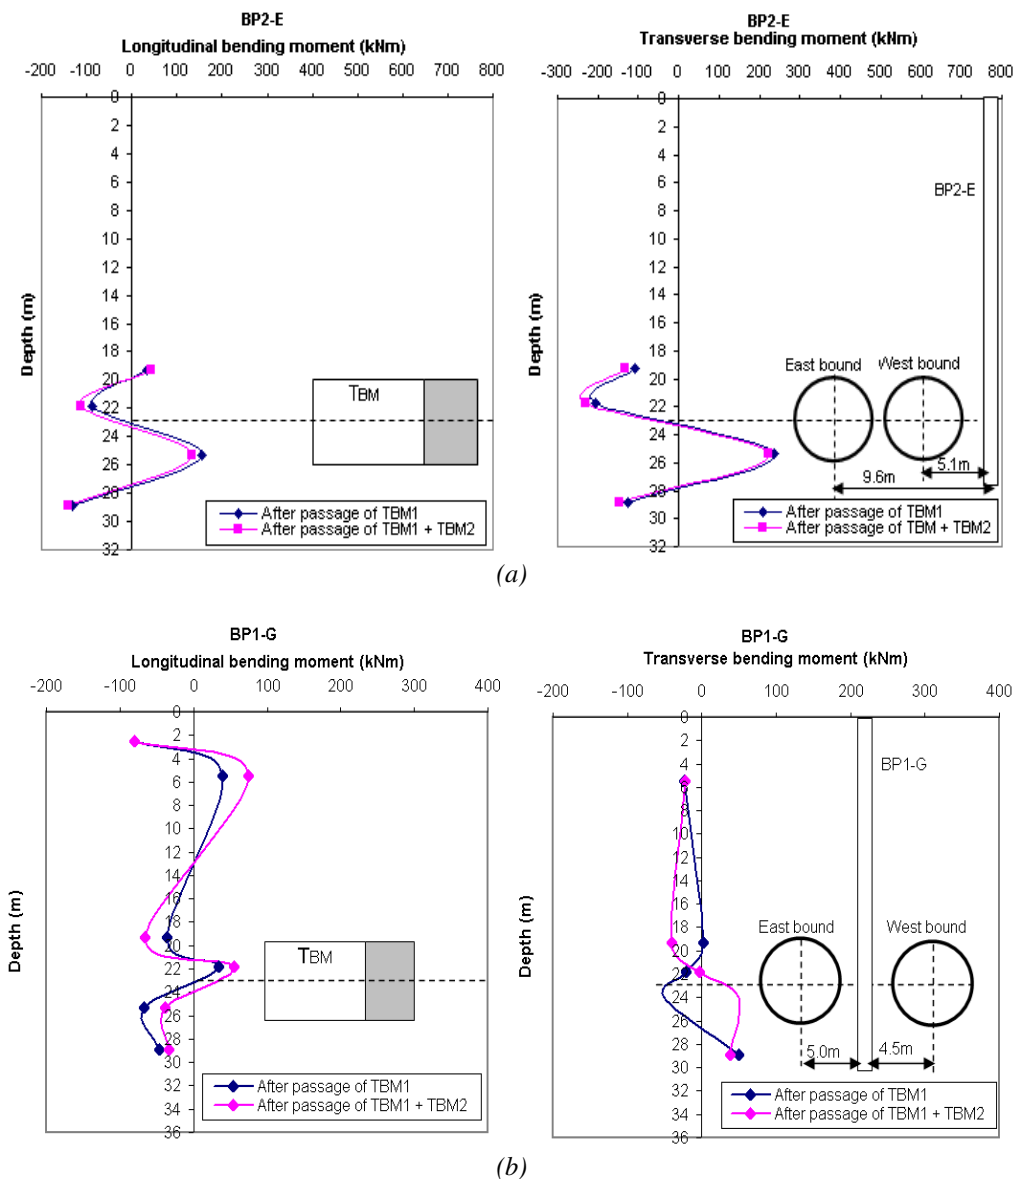 BP2-E
Longitudinal bending moment (kNm)
-200 -100 0 100 200 300 400 500 600 700 800
0
2
4
6
8
10
12
14
16
18
20
22
24
26
28
30
32
Depth (m)
TBM
After passage of TBM1
After passage of TBM1 + TBM2
BP2-E
Transverse bending moment (kNm)
-300 -200 -100 0 100 200 300 400 500 600 700 800
0
2
4
6
8
10
12
14
16
18
20
22
24
26
28
30
32
Depth (m)
BP2-E
East bound West bound
5.1m
9.6m
After passage of TBM1
After passage of TBM + TBM2
(a)
BP1-G
Longitudinal bending moment (kNm)
-200 -100 0 100 200 300 400
0
2
4
6
8
10
12
14
16
18
20
22
24
26
28
30
32
34
36
Depth (m)
TBM
After passage of TBM1
After passage of TBM1 + TBM2
BP1-G
Transverse bending moment (kNm)
-200 -100 0 100 200 300 400
0
2
4
6
8
10
12
14
16
18
20
22
24
26
28
30
32
34
36
Depth (m)
BP1-G
East bound West bound
5.0m 4.5m
After passage of TBM1
After passage of TBM1 + TBM2
(b)